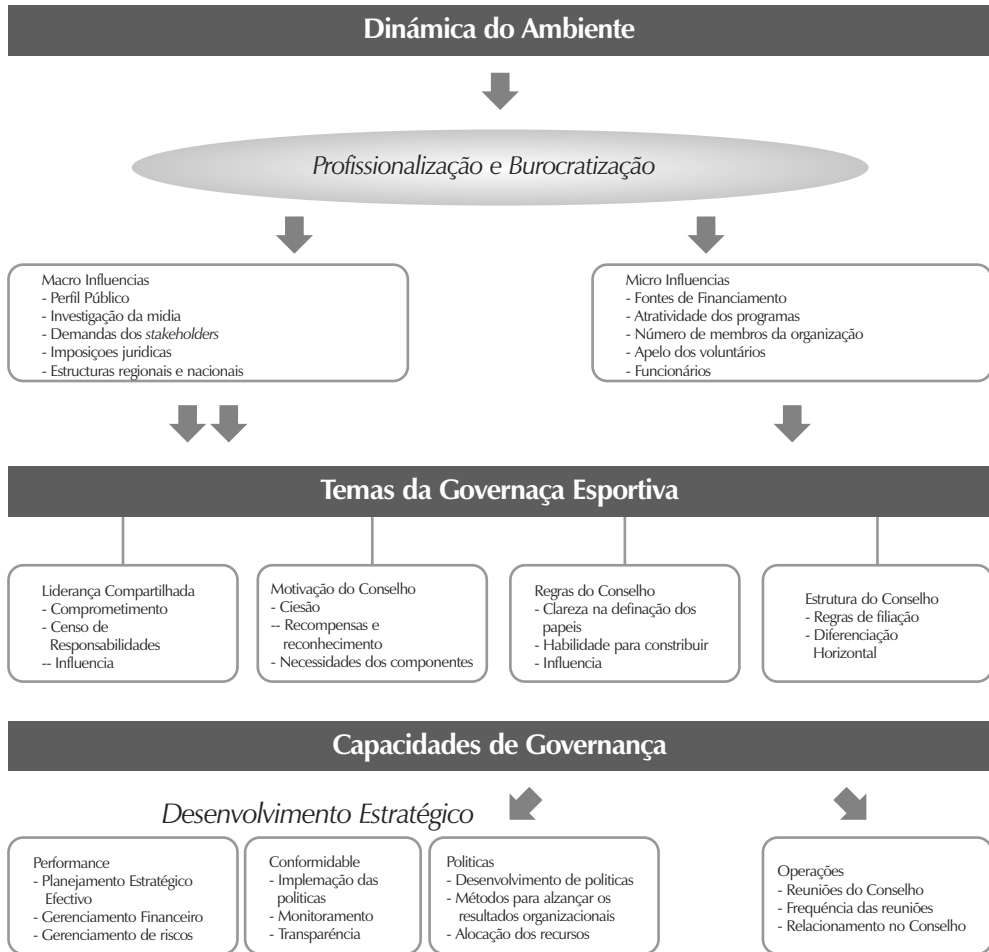 Dinámica do Ambiente
Profissionalização e Burocratização
Macro Influencias
- Perfil Público
- Investigação da midia
- Demandas dos stakeholders
- Imposiçoes juridicas
- Estructuras regionais e nacionais
Micro Influencias
- Fontes de Financiamento
- Atratividade dos programas
- Número de membros da organização
- Apelo dos voluntários
- Funcionários
Temas da Governaça Esportiva
Liderança Compartilhada
- Comprometimento
- Censo de
Responsabilidades
-- Influencia
Motivação do Conselho
- Ciesão
-- Recompensas e
reconhecimento
- Necessidades dos componentes
Regras do Conselho
- Clareza na definação dos
papeis
- Habilidade para constribuir
- Influencia
Estrutura do Conselho
- Regras de filiação
- Diferenciação
Horizontal
Capacidades de Governança
Desenvolvimento Estratégico
Performance
- Planejamento Estratégico
Efectivo
- Gerenciamento Financeiro
- Gerenciamento de riscos
Conformidable
- Implemação das
politicas
- Monitoramento
- Transparéncia
Politicas
- Desenvolvimento de politicas
- Métodos para alzançar os
resultados organizacionais
- Alocação dos recursos
Operações
- Reuniões do Conselho
- Frequéncia das reuniões
- Relacionamento no Conselho